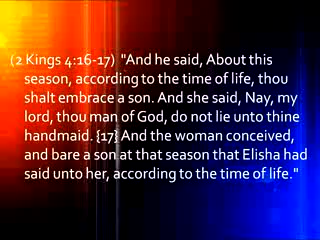 (2 Kings 4:16-17) "And he said, About this
season, according to the time of life, thou
shalt embrace a son. And she said, Nay, my
lord, thou man of God, do not lie unto thine
handmaid. {17} And the woman conceived,
and bare a son at that season that Elisha had
said unto her, according to the time of life."